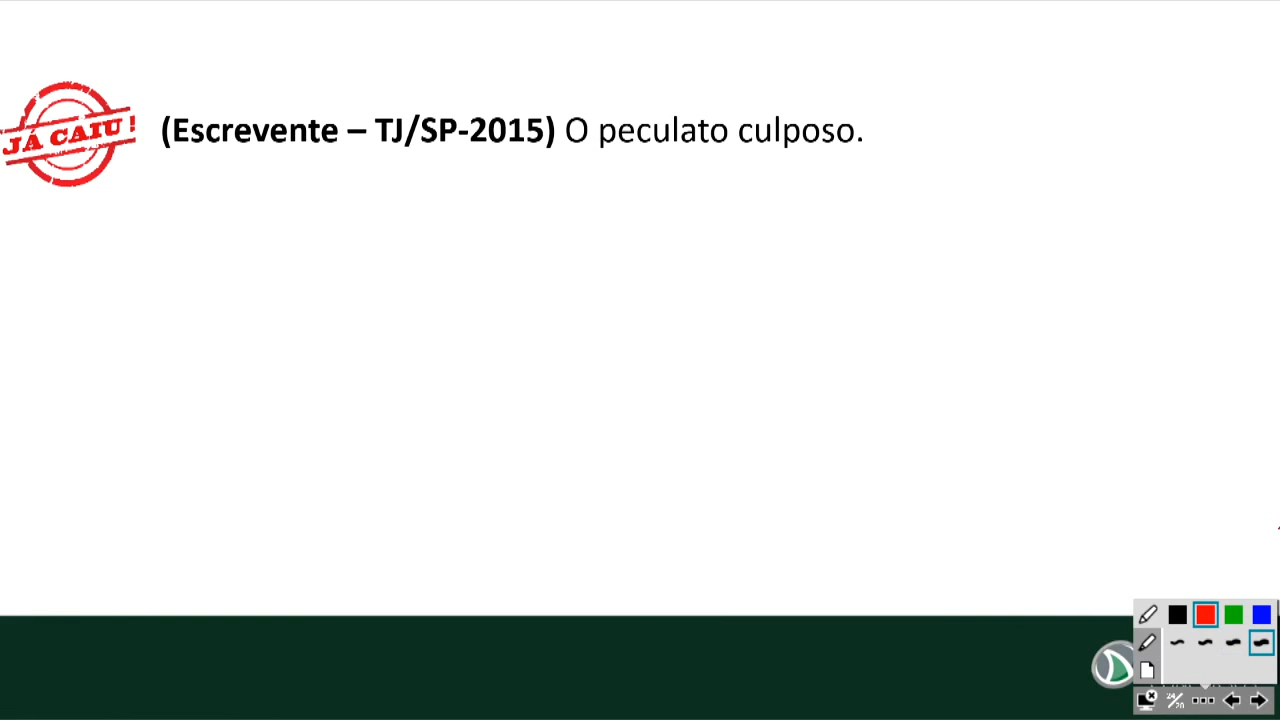 JÁ CAIU !
(Escrevente – TJ/SP-2015) O peculato culposo.